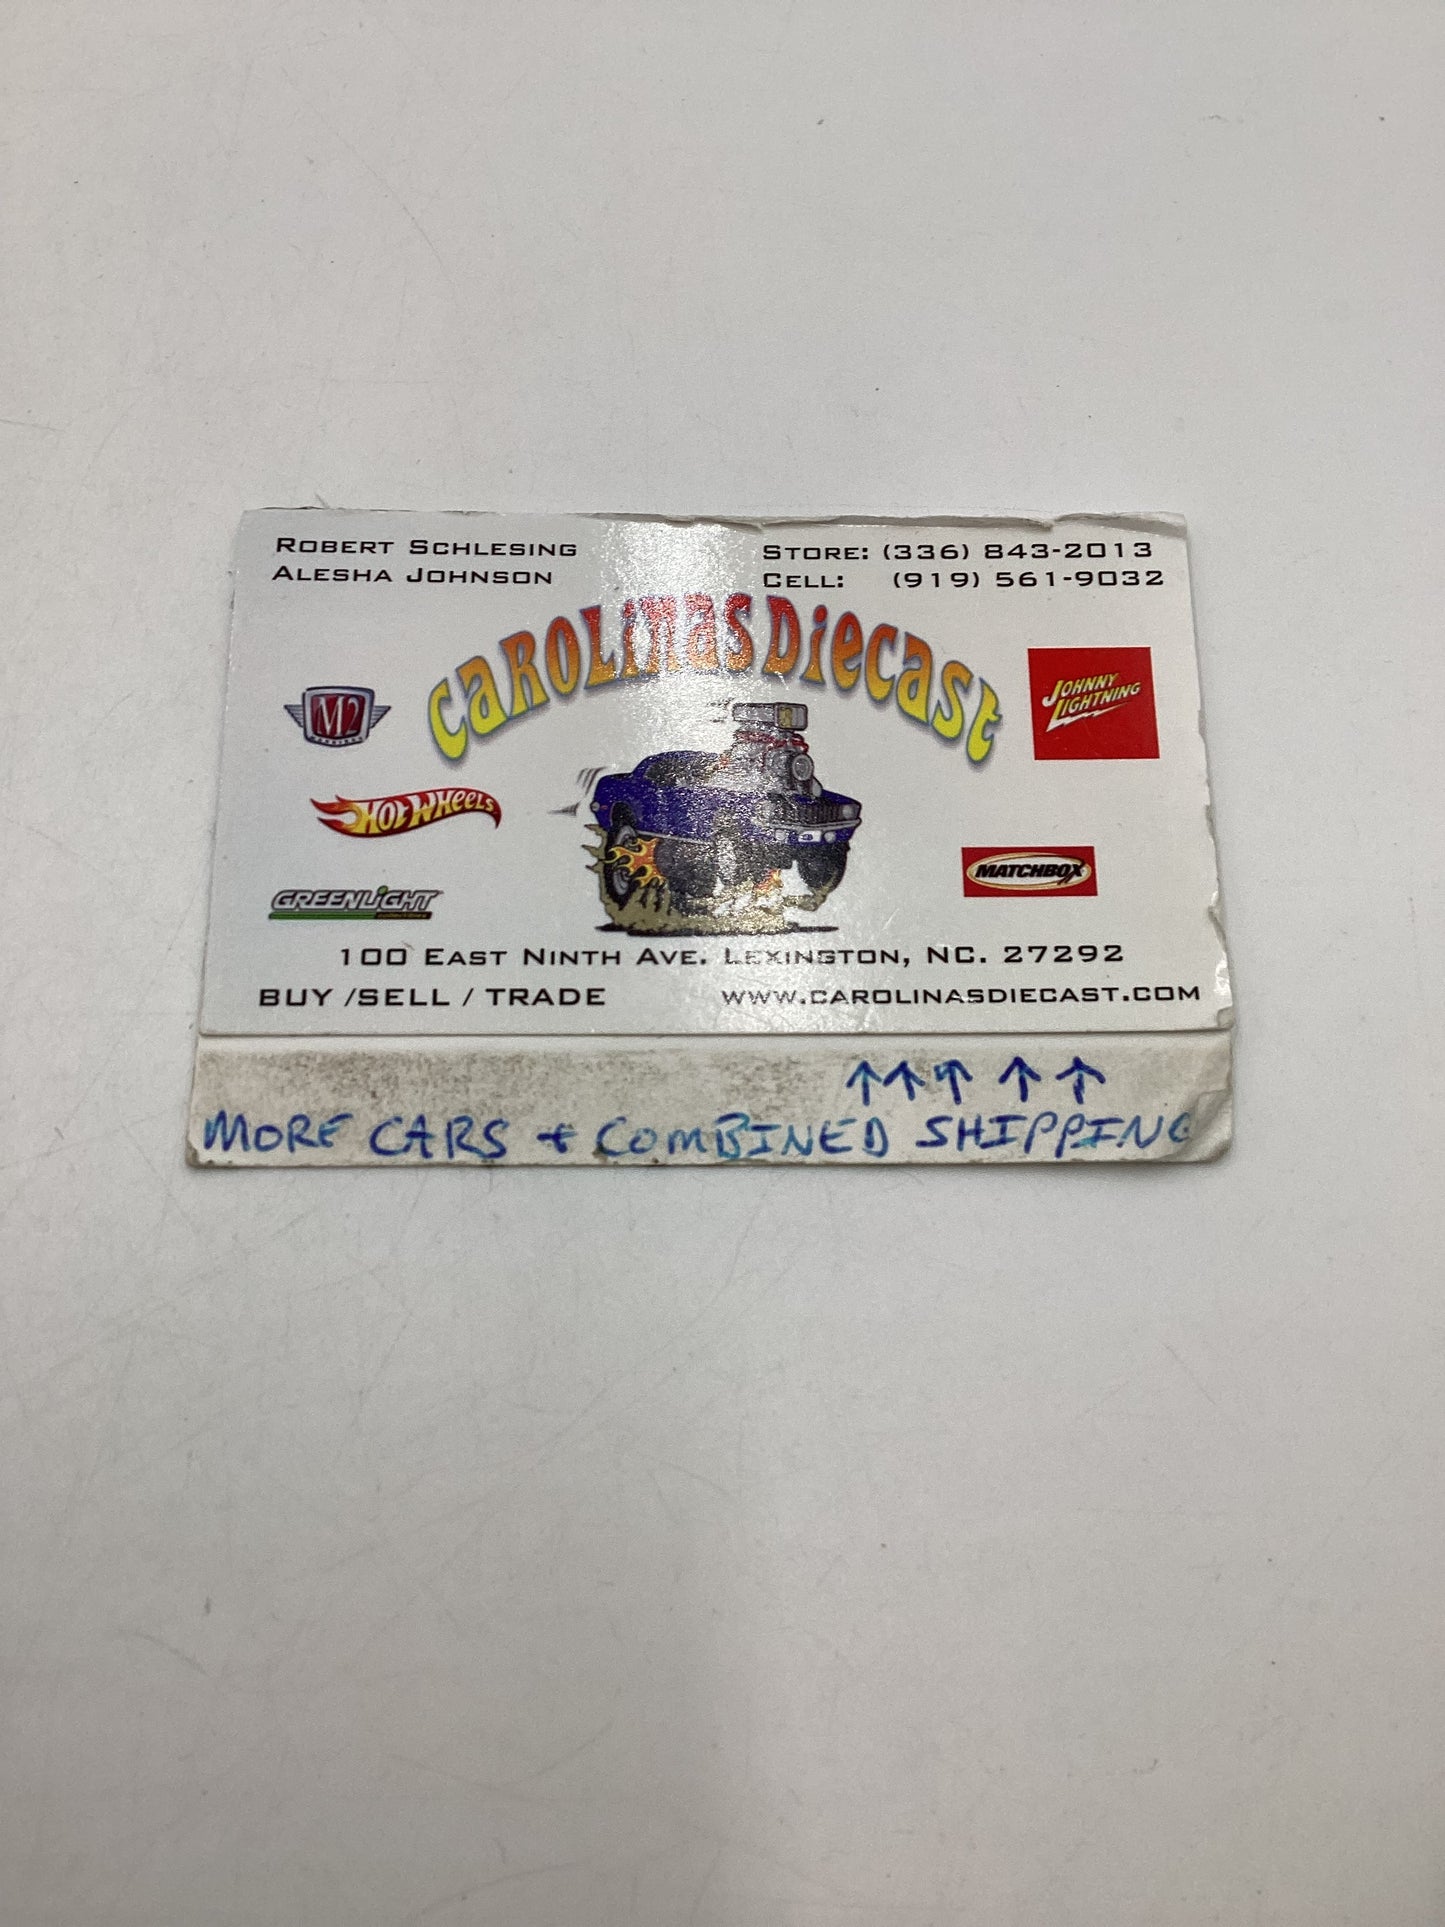 ROBERT SCHLESING
ALESHA JOHNSON
STORE: (336) 843-2013
CELL: (919) 561-9032
CAROLINAS DIECAST
M2
JOHNNY
LIGHTNING
HOT WHEELS
MATCHBOX
GREENLIGHT
100 EAST NINTH AVE. LEXINGTON, NC. 27292
BUY /SELL / TRADE
WWW.CAROLINASDIECAST.COM
↑↑↑↑↑
MORE CARS + COMBINED SHIPPING